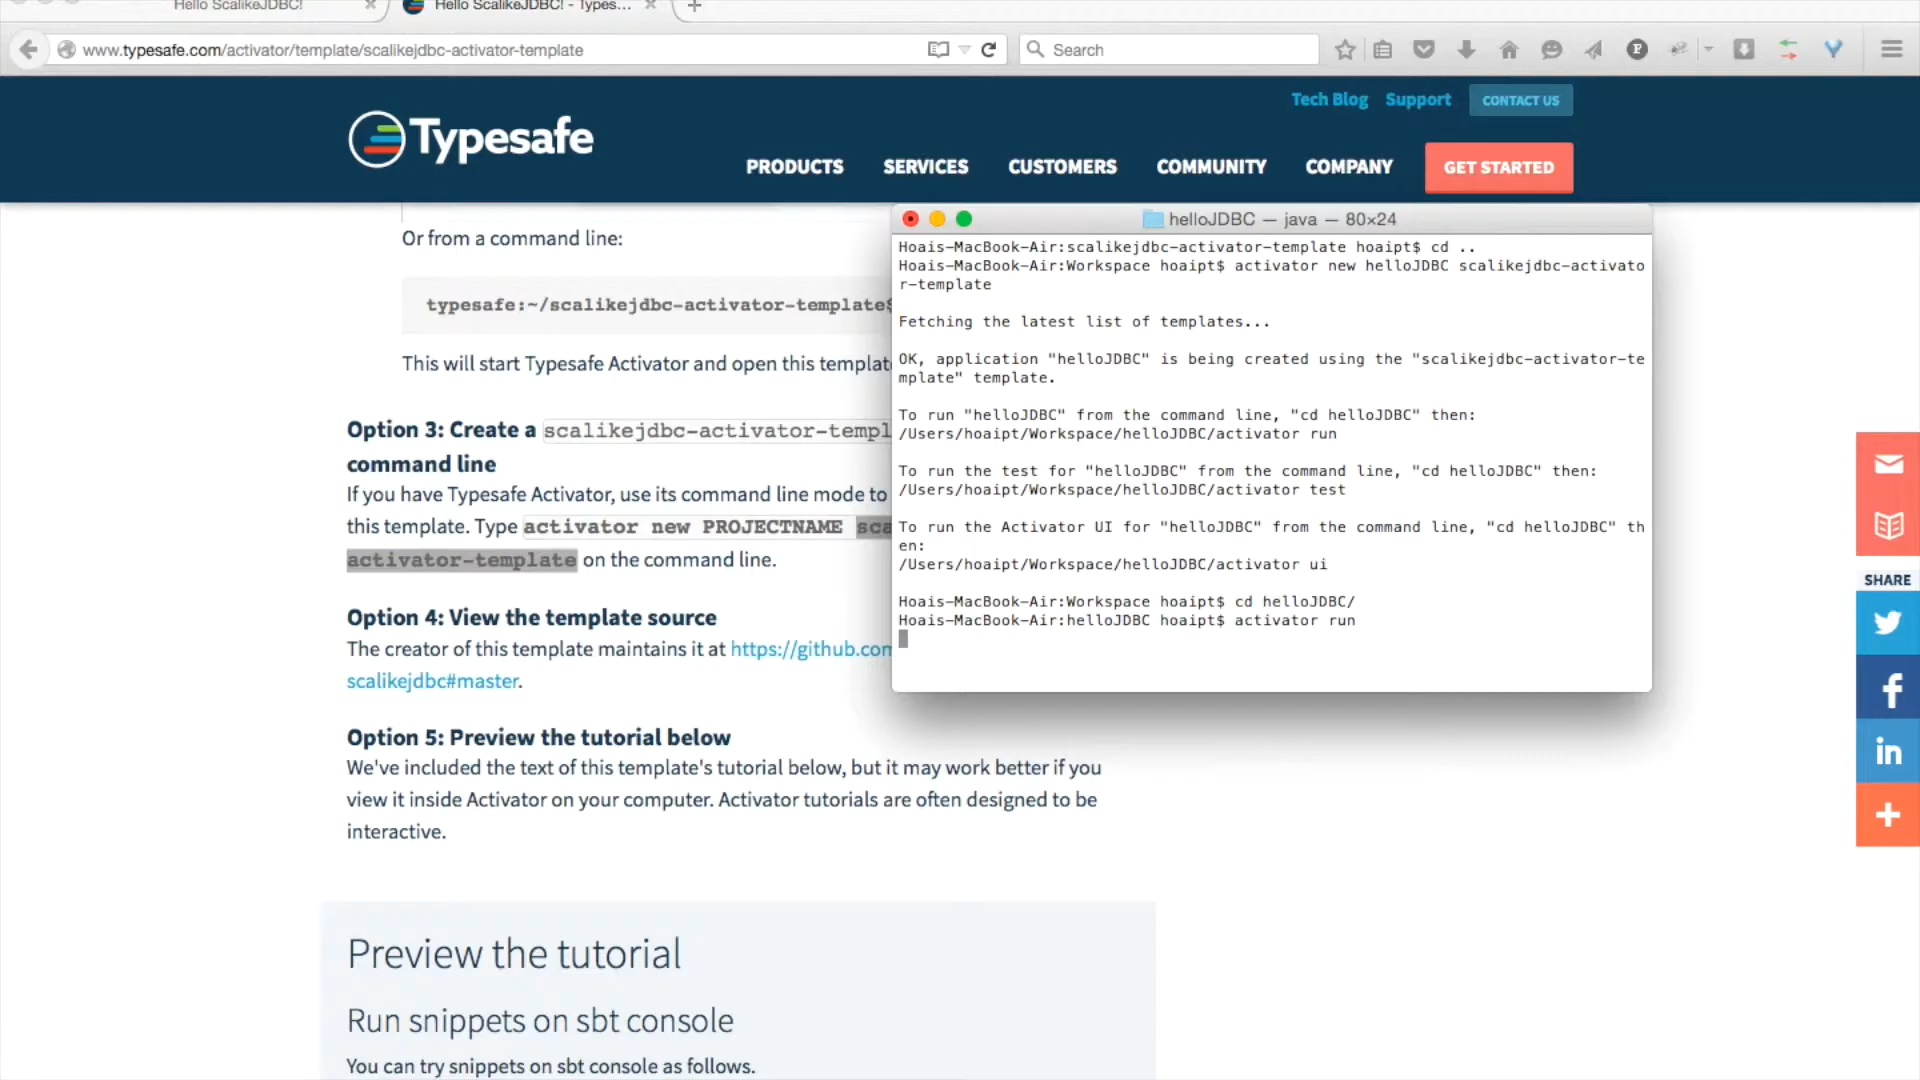 Hello ScalikeJDBC!
Hello ScalikeJDBC! - Types...
www.typesafe.com/activator/template/scalikejdbc-activator-template
Search
Tech Blog Support CONTACT US
Typesafe
PRODUCTS SERVICES CUSTOMERS COMMUNITY COMPANY GET STARTED
Or from a command line:
typesafe:~/scalikejdbc-activator-template$
This will start Typesafe Activator and open this templat
Option 3: Create a scalikejdbc-activator-templ
command line
If you have Typesafe Activator, use its command line mode to
this template. Type activator new PROJECTNAME sca
activator-template on the command line.
Option 4: View the template source
The creator of this template maintains it at https://github.com
scalikejdbc#master.
Option 5: Preview the tutorial below
We've included the text of this template's tutorial below, but it may work better if you
view it inside Activator on your computer. Activator tutorials are often designed to be
interactive.
Preview the tutorial
Run snippets on sbt console
You can try snippets on sbt console as follows.
helloJDBC — java — 80×24
Hoais-MacBook-Air:scalikejdbc-activator-template hoaipt$ cd ..
Hoais-MacBook-Air:Workspace hoaipt$ activator new helloJDBC scalikejdbc-activato
r-template
Fetching the latest list of templates...
OK, application "helloJDBC" is being created using the "scalikejdbc-activator-te
mplate" template.
To run "helloJDBC" from the command line, "cd helloJDBC" then:
/Users/hoaipt/Workspace/helloJDBC/activator run
To run the test for "helloJDBC" from the command line, "cd helloJDBC" then:
/Users/hoaipt/Workspace/helloJDBC/activator test
To run the Activator UI for "helloJDBC" from the command line, "cd helloJDBC" th
en:
/Users/hoaipt/Workspace/helloJDBC/activator ui
Hoais-MacBook-Air:Workspace hoaipt$ cd helloJDBC/
Hoais-MacBook-Air:helloJDBC hoaipt$ activator run
SHARE